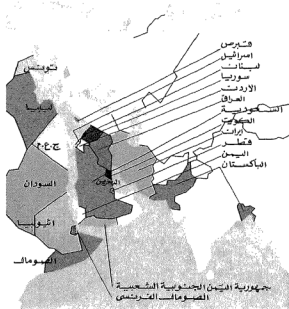 قبرص
اسرائيل
لبنان
سوريا
الاردن
العراق
السعودية
الكويت
ايران
قطر
اليمن
الباكستان
تونس
ليبيا
ج.ع.م
السودان
اثيوبيا
الصومال
البحرين
جمهورية اليمن الجنوبية الشعبية
الصومال الفرنسى